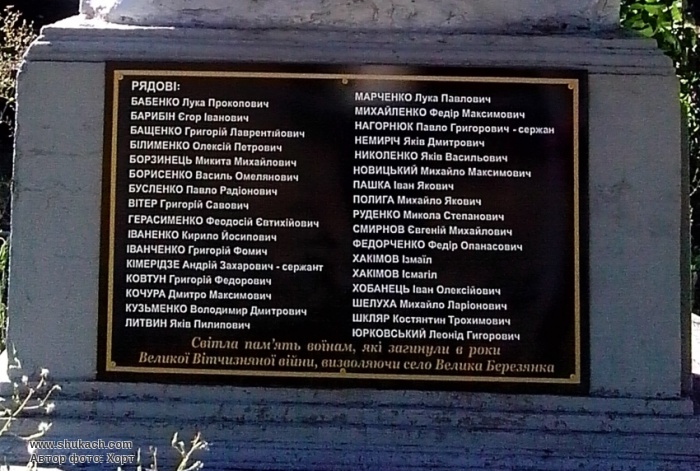 РЯДОВІ:
БАБЕНКО Лука Прокопович
БАРИБІН Єгор Іванович
БАЩЕНКО Григорій Лаврентійович
БІЛИМЕНКО Олексій Петрович
БОРЗИНЕЦЬ Микита Михайлович
БОРИСЕНКО Василь Омелянович
БУСЛЕНКО Павло Радіонович
ВІТЕР Григорій Савович
ГЕРАСИМЕНКО Феодосій Євтихійович
ІВАНЕНКО Кирило Йосипович
ІВАНЧЕНКО Григорій Фомич
КІМЕРІДЗЕ Андрій Захарович - сержант
КОВТУН Григорій Федорович
КОЧУРА Дмитро Максимович
КУЗЬМЕНКО Володимир Дмитрович
ЛИТВИН Яків Пилипович
МАРЧЕНКО Лука Павлович
МИХАЙЛЕНКО Федір Максимович
НАГОРНЮК Павло Григорович - сержан
НЕМИРІЧ Яків Дмитрович
НИКОЛЕНКО Яків Васильович
НОВИЦЬКИЙ Михайло Максимович
ПАШКА Іван Якович
ПОЛИГА Михайло Якович
РУДЕНКО Микола Степанович
СМИРНОВ Євгеній Михайлович
ФЕДОРЧЕНКО Федір Опанасович
ХАКІМОВ Ізмаїл
ХАКІМОВ Ісмагіл
ХОБАНЕЦЬ Іван Олексійович
ШЕЛУХА Михайло Ларіонович
ШКЛЯР Костянтин Трохимович
ЮРКОВСЬКИЙ Леонід Гигорович
Світла пам'ять воїнам, які загинули в роки
Великої Вітчизняної війни, визволяючи село Велика Березянка
www.shukach.com
Автор фото: Хорт